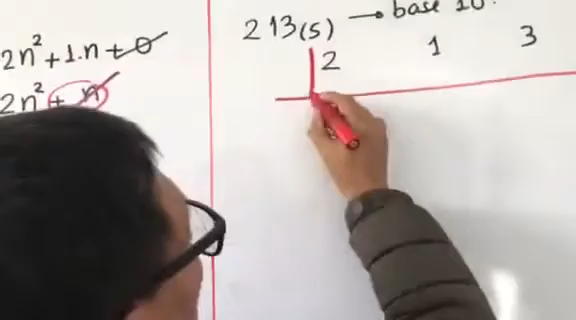 2n² + 1.n + 0
2n² + n
213(5) → base 10.
2 1 3